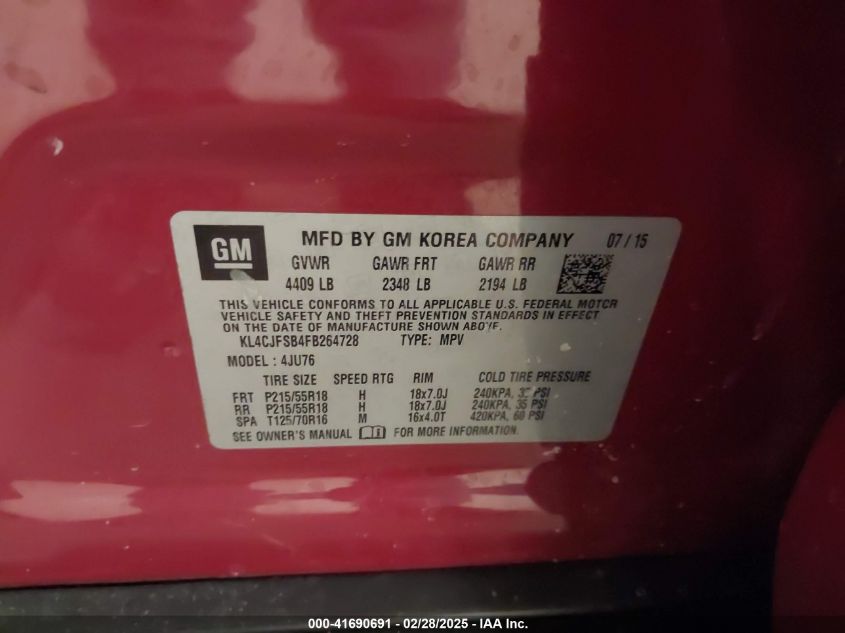 GM
MFD BY GM KOREA COMPANY 07 / 15
GVWR GAWR FRT GAWR RR
4409 LB 2348 LB 2194 LB
THIS VEHICLE CONFORMS TO ALL APPLICABLE U.S. FEDERAL MOTOR
VEHICLE SAFETY AND THEFT PREVENTION STANDARDS IN EFFECT
ON THE DATE OF MANUFACTURE SHOWN ABOVE.
KL4CJFSB4FB264728 TYPE: MPV
MODEL : 4JU76
TIRE SIZE SPEED RTG RIM COLD TIRE PRESSURE
FRT P215/55R18 H 18x7.0J 240KPA, 35 PSI
RR P215/55R18 H 18x7.0J 240KPA, 35 PSI
SPA T125/70R16 M 16x4.0T 420KPA, 60 PSI
SEE OWNER'S MANUAL FOR MORE INFORMATION.
000-41690691 - 02/28/2025 - IAA Inc.